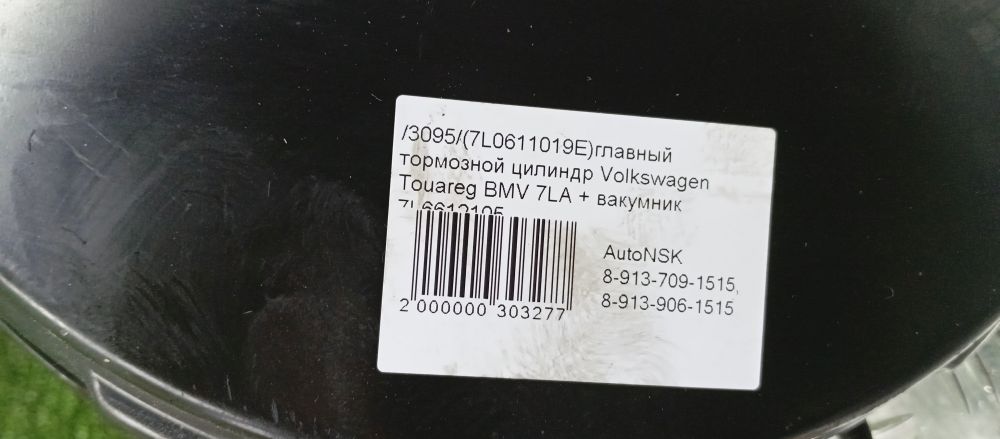 /3095/(7L0611019E)главный
тормозной цилиндр Volkswagen
Touareg BMV 7LA + вакумник
7L6612105
AutoNSK
8-913-709-1515,
8-913-906-1515
2 000000 303277